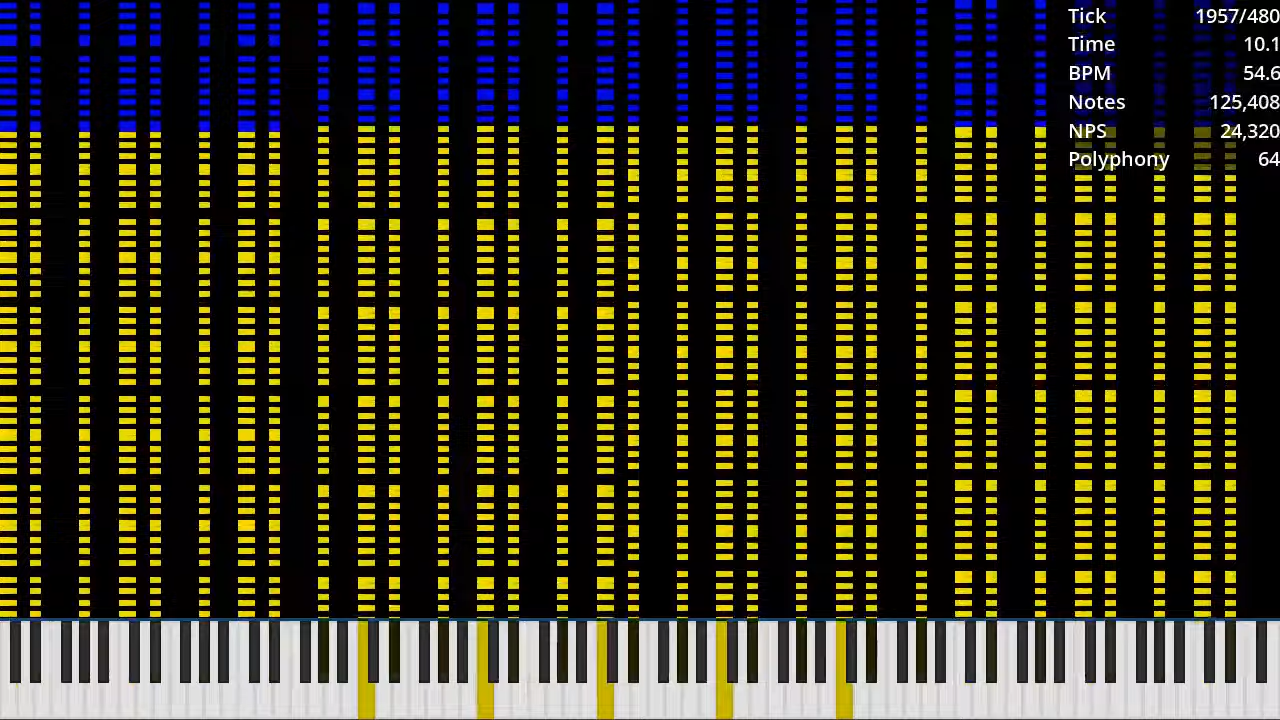 Tick 1957/480
Time 10.1
BPM 54.6
Notes 125,408
NPS 24,320
Polyphony 64